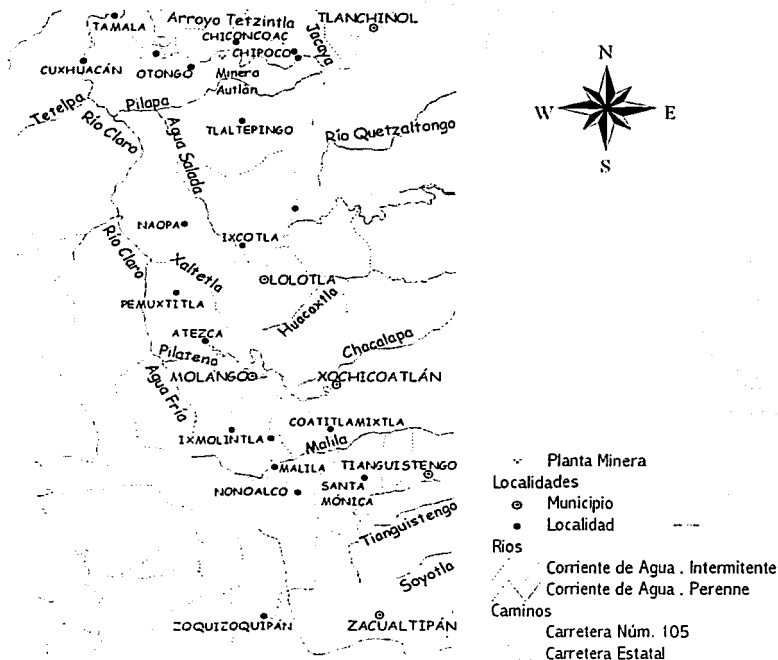 TLANCHINOL
Arroyo Tetzintla
TAMALA
CHICONCOAC
Jacaya
CHIPOCO
CUXHUACÁN
OTONGO
Minera
Autlán
Tetelpa
Pilapa
Río Claro
TLALTEPINGO
Río Quetzaltongo
Agua Salada
NAOPA
IXCOTLA
Río Claro
Xaltetla
LOLOTLA
PEMUXTITLA
Huacoxtla
ATEZCA
Chacalapa
Pilateno
MOLANGO
XOCHICOATLÁN
Agua Fría
COATITLAMIXTLA
IXMOLINTLA
Malila
MALILA
TIANGUISTENGO
NONOALCO
SANTA
MÓNICA
Tianguistengo
Soyotla
ZOQUIZOQUIPÁN
ZACUALTIPÁN
N
W E
S
Planta Minera
Localidades
Municipio
Localidad
Ríos
Corriente de Agua . Intermitente
Corriente de Agua . Perenne
Caminos
Carretera Núm. 105
Carretera Estatal